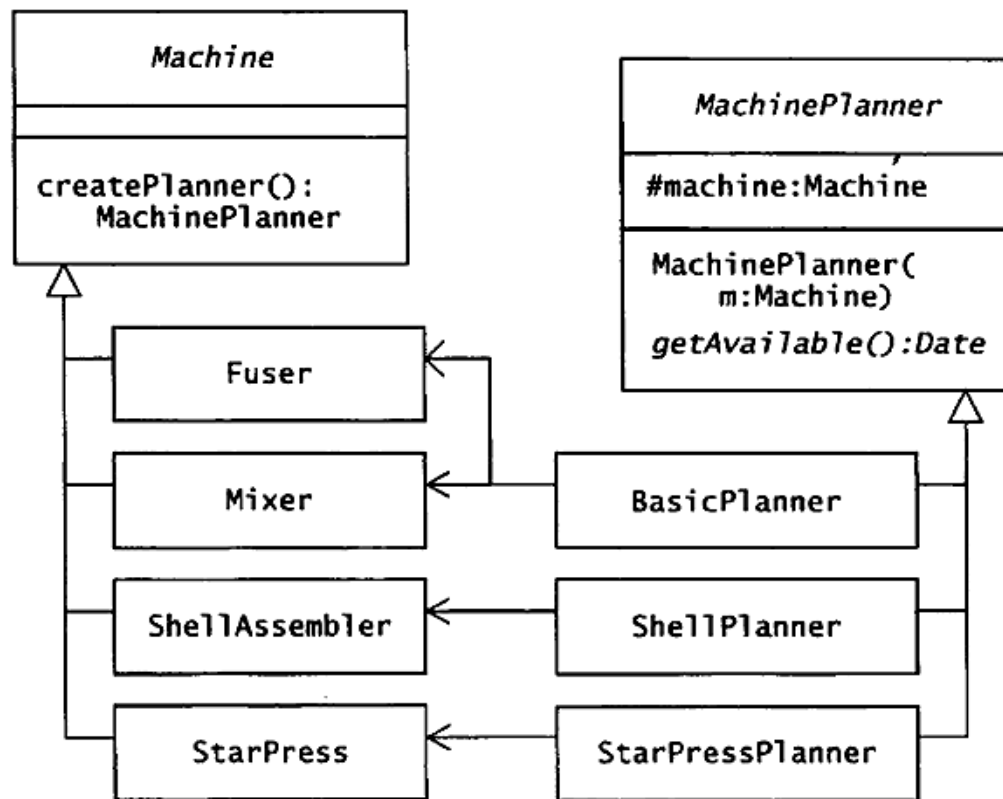 Machine
createPlanner():
MachinePlanner
MachinePlanner
#machine:Machine
MachinePlanner(
m:Machine)
getAvailable():Date
Fuser
Mixer
BasicPlanner
ShellAssembler
ShellPlanner
StarPress
StarPressPlanner